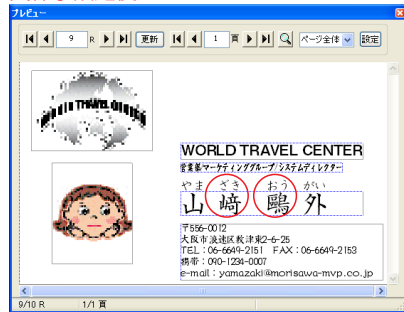 プレビュー
9 R 更新 1 頁 ページ全体 設定
WORLD TRAVEL CENTER
営業部マーケティンググループ/システムディレクター
やま ざき おう がい
山 﨑 鷗 外
〒556-0012
大阪市浪速区敷津東2-6-25
TEL:06-6649-2151 FAX:06-6649-2153
携帯:090-1234-0007
e-mail:yamazaki@morisawa-mvp.co.jp
9/10 R 1/1 頁